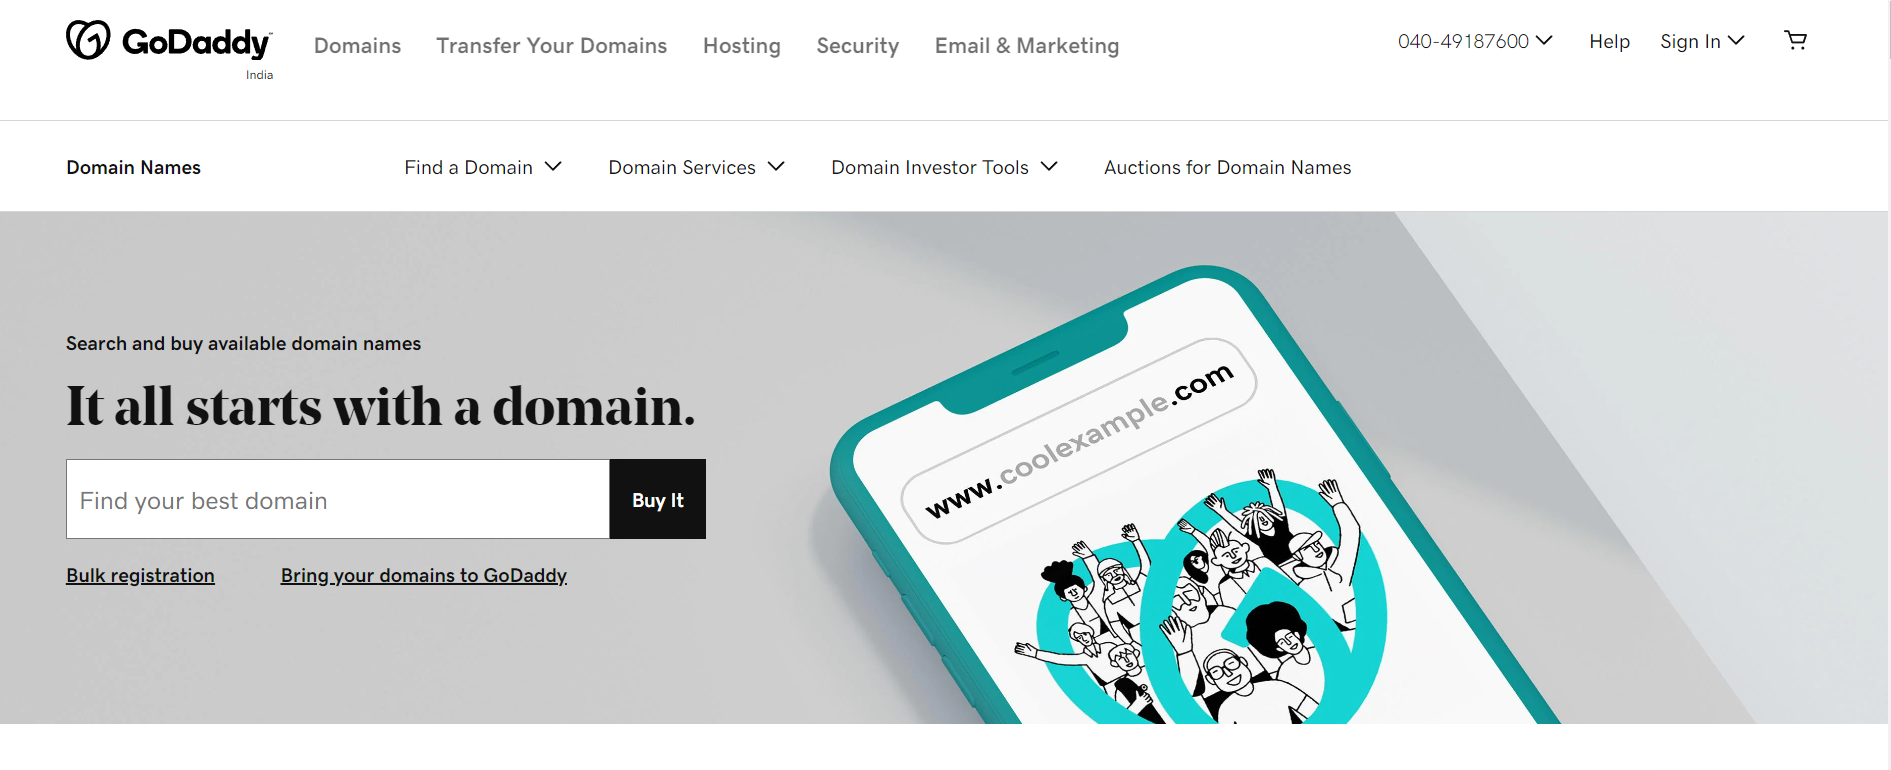 GoDaddy
India
Domains Transfer Your Domains Hosting Security Email & Marketing
040-49187600 Help Sign In
Domain Names Find a Domain Domain Services Domain Investor Tools Auctions for Domain Names
Search and buy available domain names
It all starts with a domain.
Find your best domain Buy It
Bulk registration Bring your domains to GoDaddy
www.coolexample.com